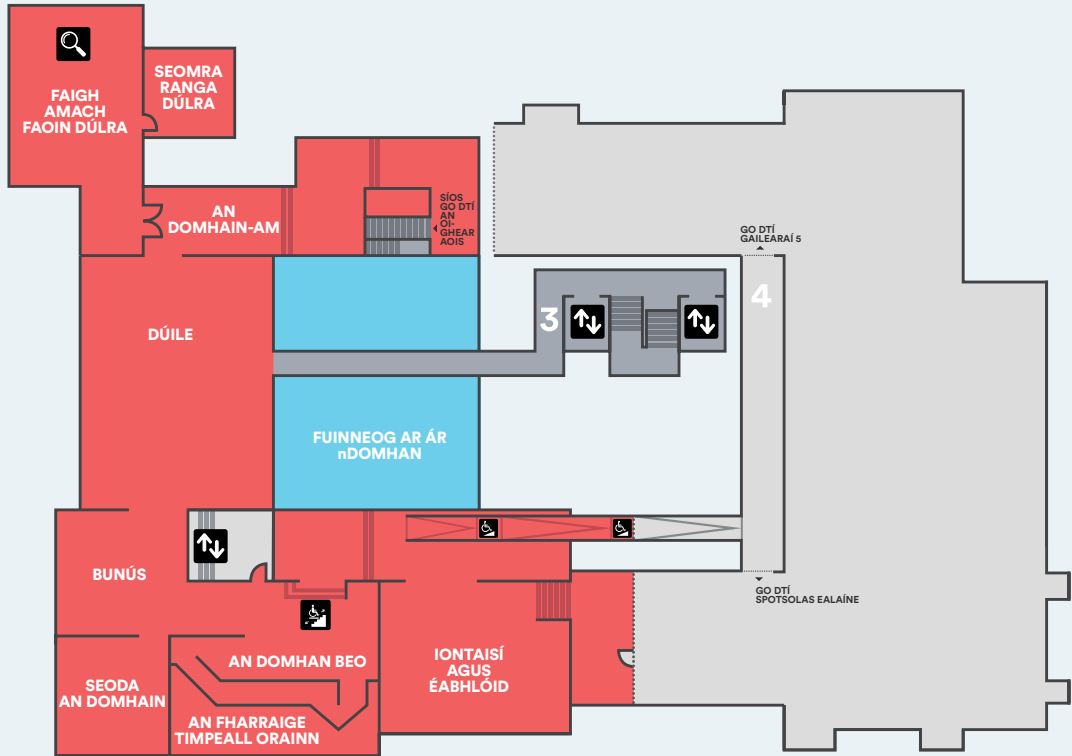 FAIGH
AMACH
FAOIN DÚLRA
SEOMRA
RANGA
DÚLRA
AN
DOMHAIN-AM
SÍOS
GO DTÍ
AN
OI-
GHEAR
AOIS
GO DTÍ
GAILEARAÍ 5
3
4
DÚILE
FUINNEOG AR ÁR
nDOMHAN
BUNÚS
GO DTÍ
SPOTSOLAS EALAÍNE
AN DOMHAN BEO
IONTAISÍ
AGUS
ÉABHLÓID
SEODA
AN DOMHAIN
AN FHARRAIGE
TIMPEALL ORAINN